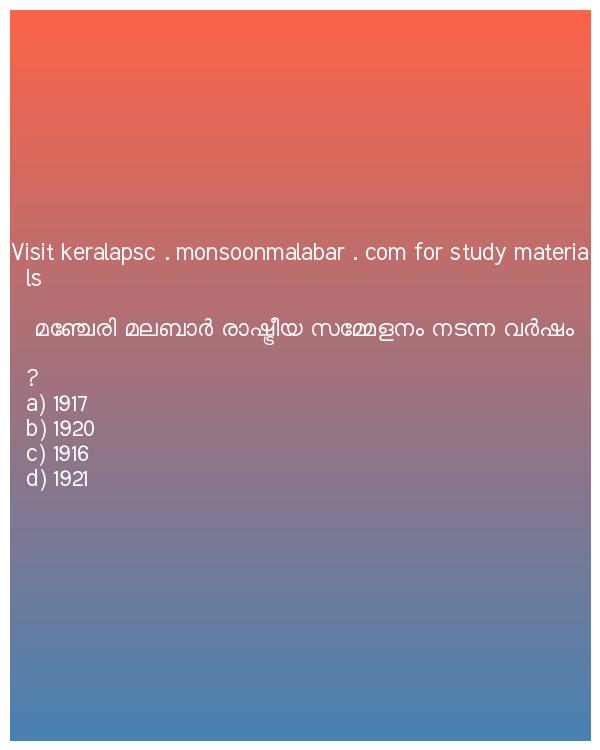 Visit keralapsc . monsoonmalabar . com for study materia
ls
മഞ്ചേരി മലബാർ രാഷ്ട്രീയ സമ്മേളനം നടന്ന വർഷം
?
a) 1917
b) 1920
c) 1916
d) 1921